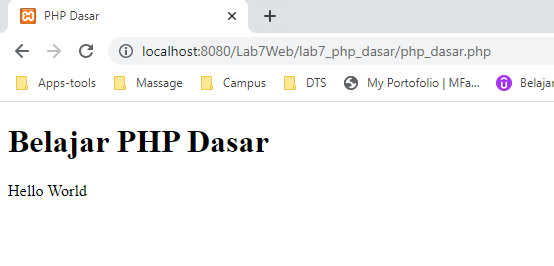 PHP Dasar
localhost:8080/Lab7Web/lab7_php_dasar/php_dasar.php
Apps-tools Massage Campus DTS My Portofolio | MFa... Belajar
Belajar PHP Dasar
Hello World